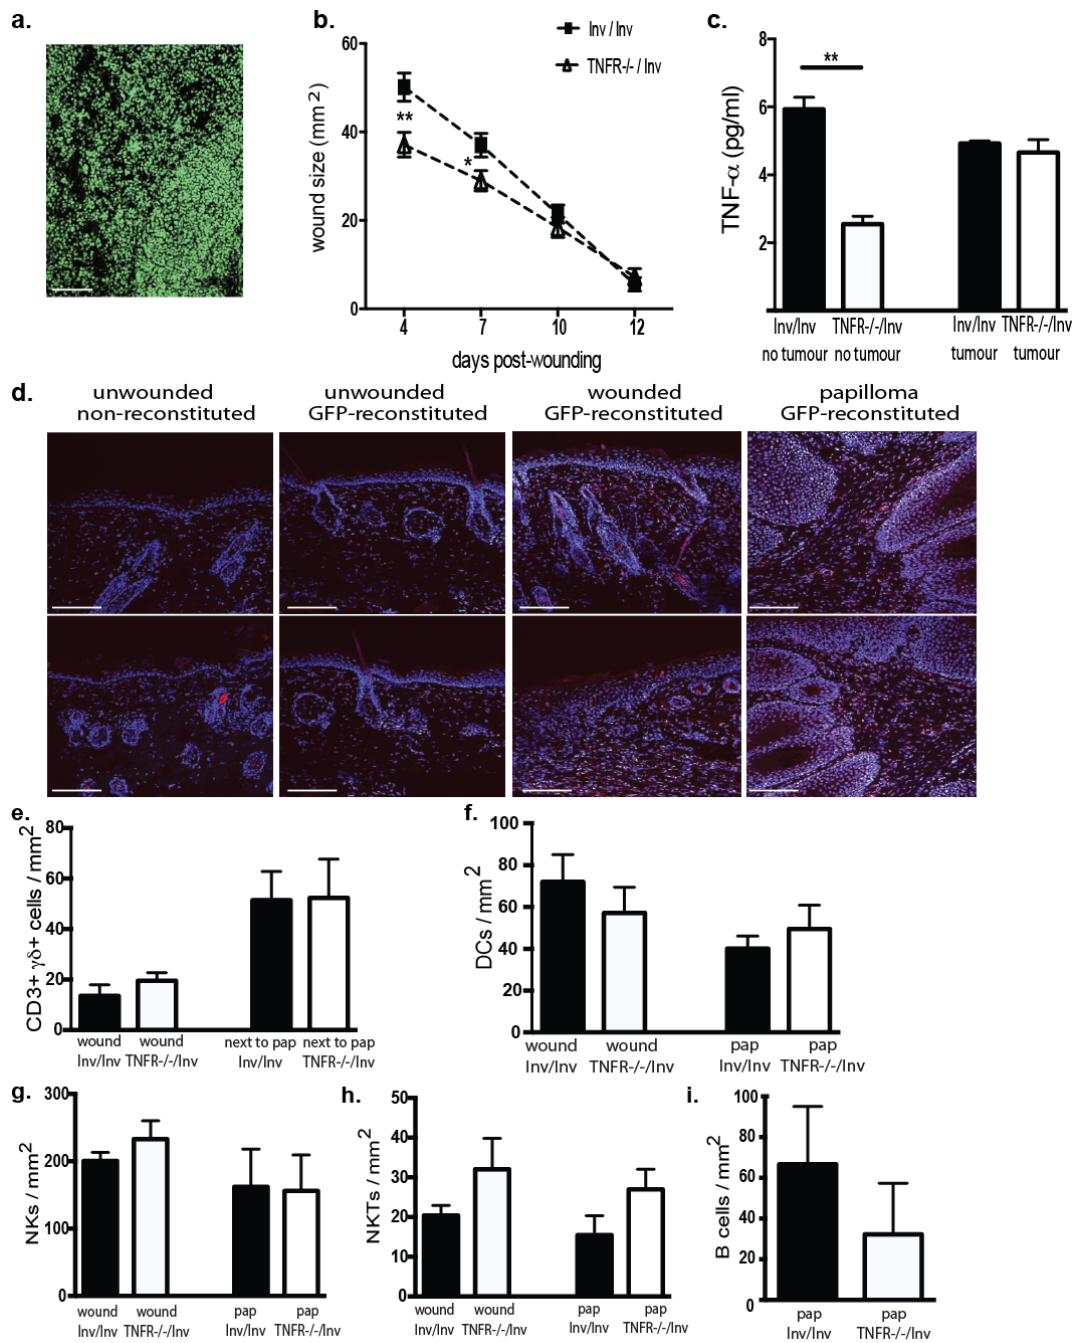 a.
b.
Inv / Inv
TNFR-/- / Inv
wound size (mm 2)
60
40
20
0
**
*
4 7 10 12
days post-wounding
c.
TNF-α (pg/ml)
8
6
4
2
**
Inv/Inv TNFR-/-/Inv Inv/Inv TNFR-/-/Inv
no tumour no tumour tumour tumour
d.
unwounded unwounded wounded papilloma
non-reconstituted GFP-reconstituted GFP-reconstituted GFP-reconstituted
e.
CD3+ γδ+ cells / mm2
80
60
40
20
0
wound wound next to pap next to pap
Inv/Inv TNFR-/-/Inv Inv/Inv TNFR-/-/Inv
f.
DCs / mm2
100
80
60
40
20
0
wound wound pap pap
Inv/Inv TNFR-/-/Inv Inv/Inv TNFR-/-/Inv
g.
NKs / mm2
300
200
100
0
wound wound pap pap
Inv/Inv TNFR-/-/Inv Inv/Inv TNFR-/-/Inv
h.
NKTs / mm2
50
40
30
20
10
0
wound wound pap pap
Inv/Inv TNFR-/-/Inv Inv/Inv TNFR-/-/Inv
i.
B cells / mm2
100
80
60
40
20
0
pap pap
Inv/Inv TNFR-/-/Inv